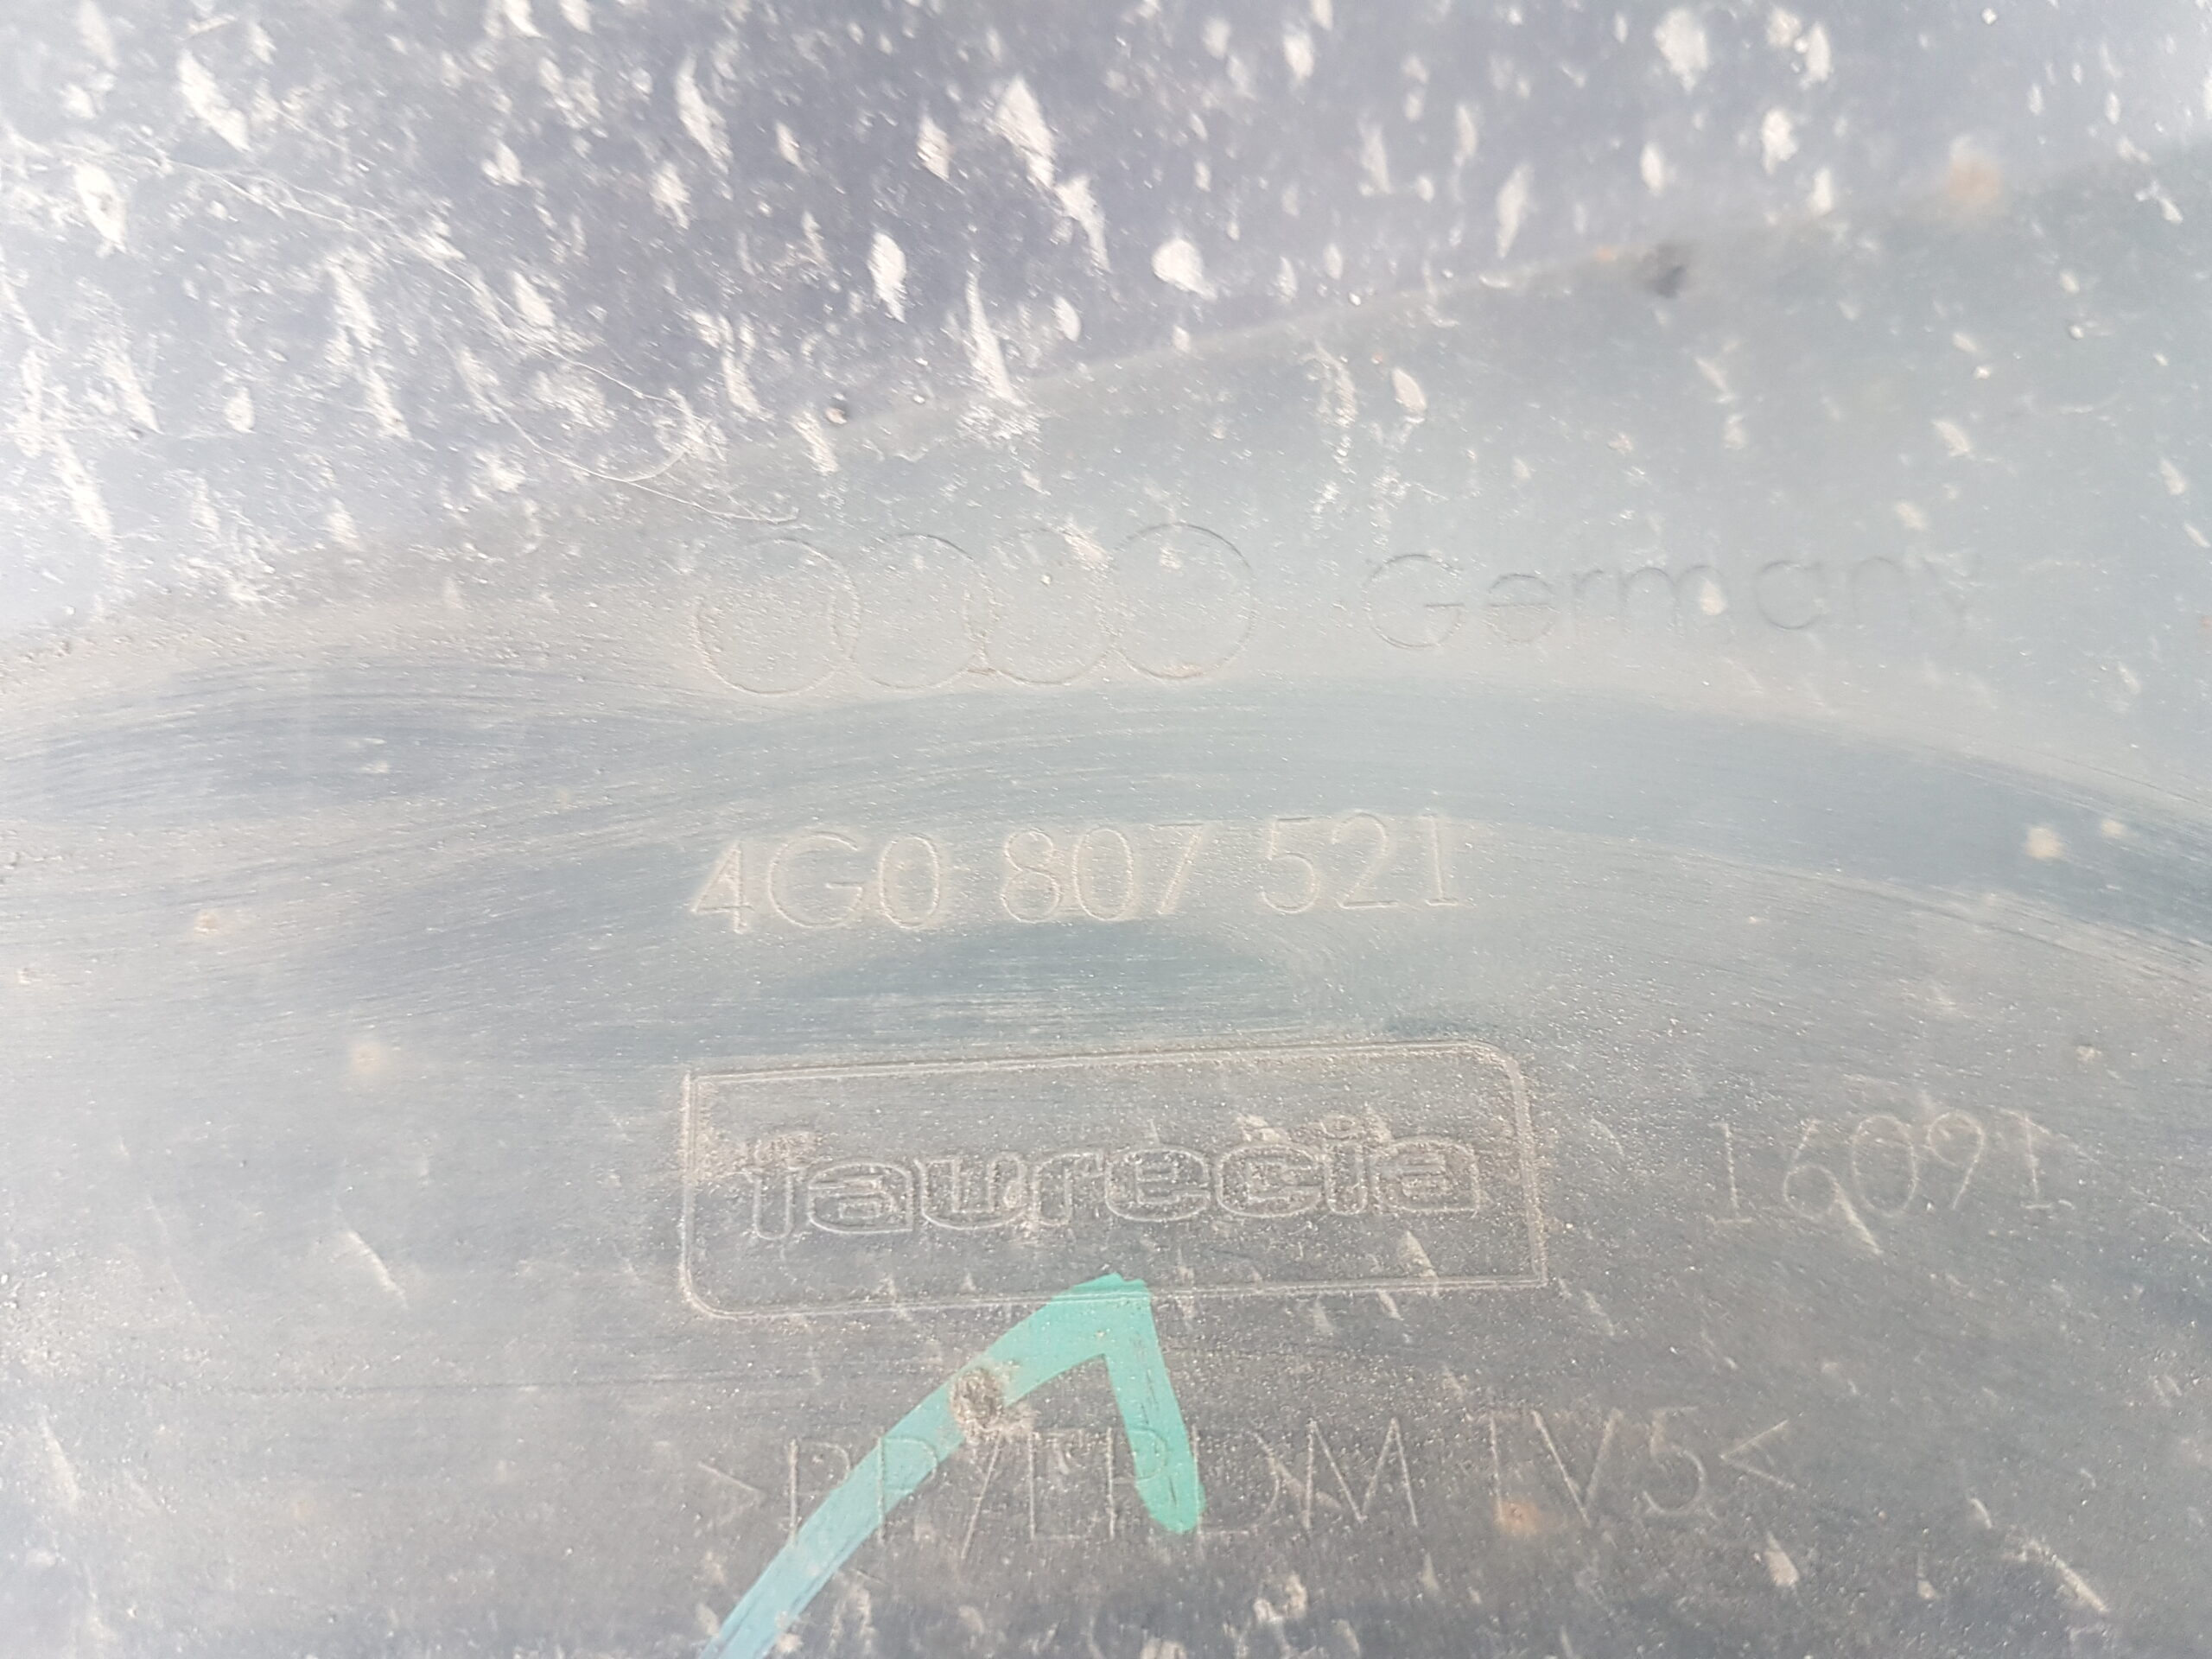 Germany
4G0 807 521
faurecia
16091
>PP/EPDM TV5<